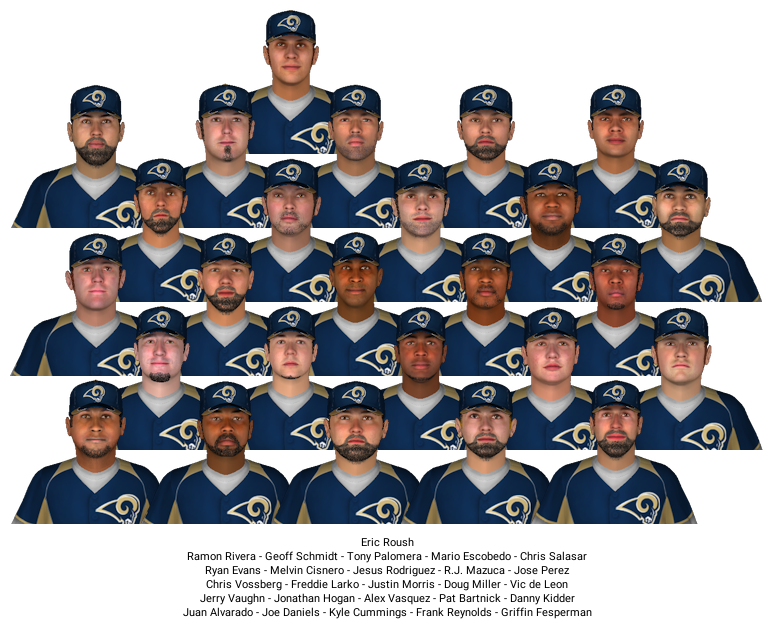 Eric Roush
Ramon Rivera - Geoff Schmidt - Tony Palomera - Mario Escobedo - Chris Salasar
Ryan Evans - Melvin Cisnero - Jesus Rodriguez - R.J. Mazuca - Jose Perez
Chris Vossberg - Freddie Larko - Justin Morris - Doug Miller - Vic de Leon
Jerry Vaughn - Jonathan Hogan - Alex Vasquez - Pat Bartnick - Danny Kidder
Juan Alvarado - Joe Daniels - Kyle Cummings - Frank Reynolds - Griffin Fesperman